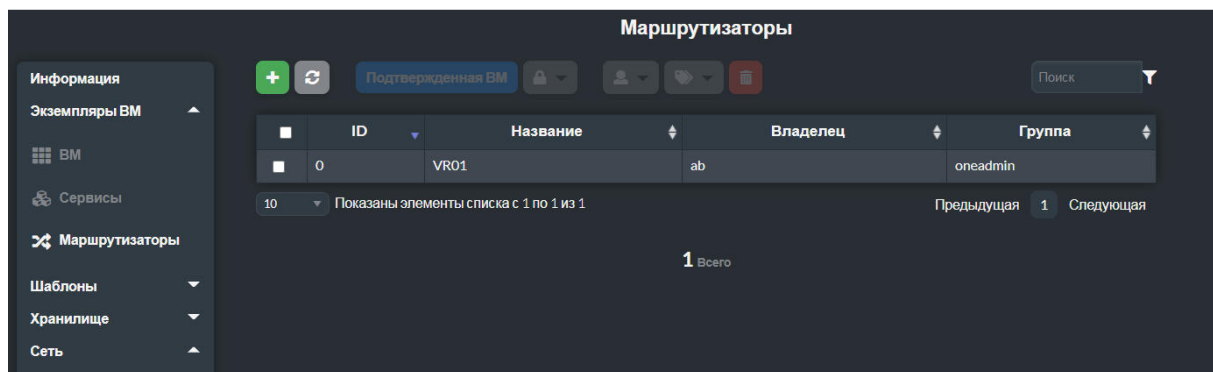 Маршрутизаторы
Информация
Экземпляры ВМ
ВМ
Сервисы
Маршрутизаторы
Шаблоны
Хранилище
Сеть
Подтвержденная ВМ
Поиск
ID Название Владелец Группа
0 VR01 ab oneadmin
10 Показаны элементы списка с 1 по 1 из 1 Предыдущая 1 Следующая
1 Всего